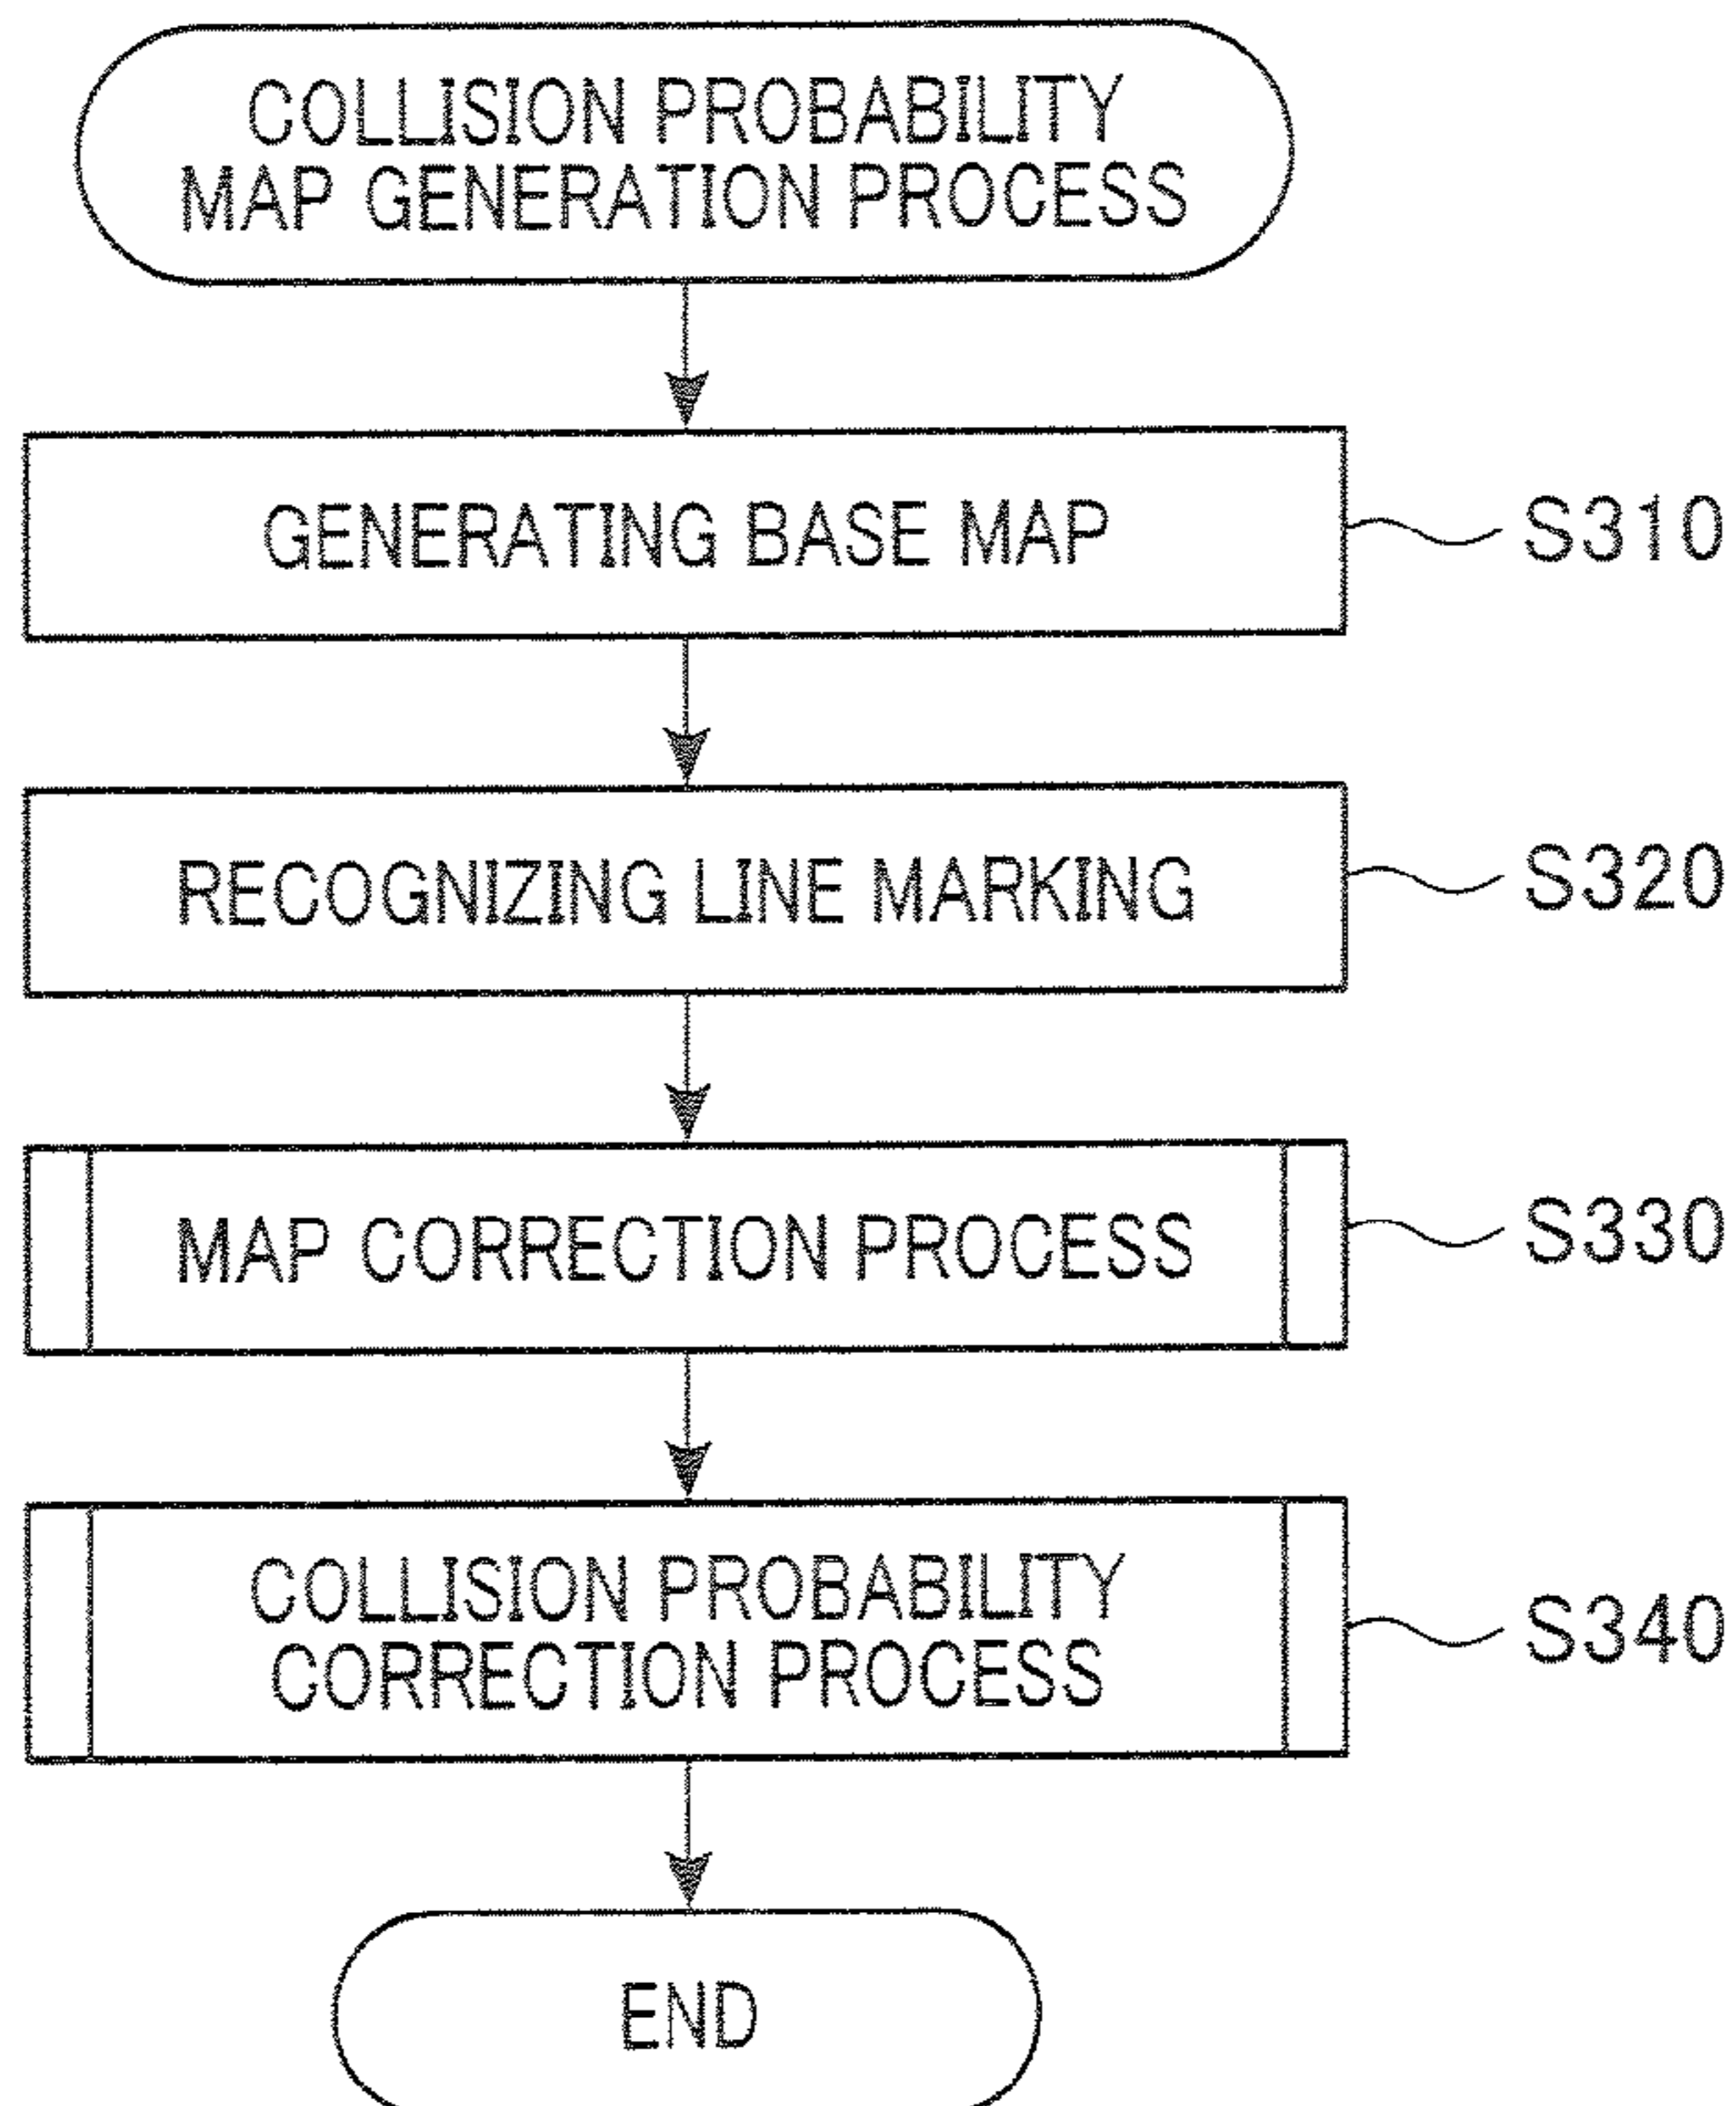 COLLISION PROBABILITY
MAP GENERATION PROCESS
GENERATING BASE MAP
S310
RECOGNIZING LINE MARKING
S320
MAP CORRECTION PROCESS
S330
COLLISION PROBABILITY
CORRECTION PROCESS
S340
END